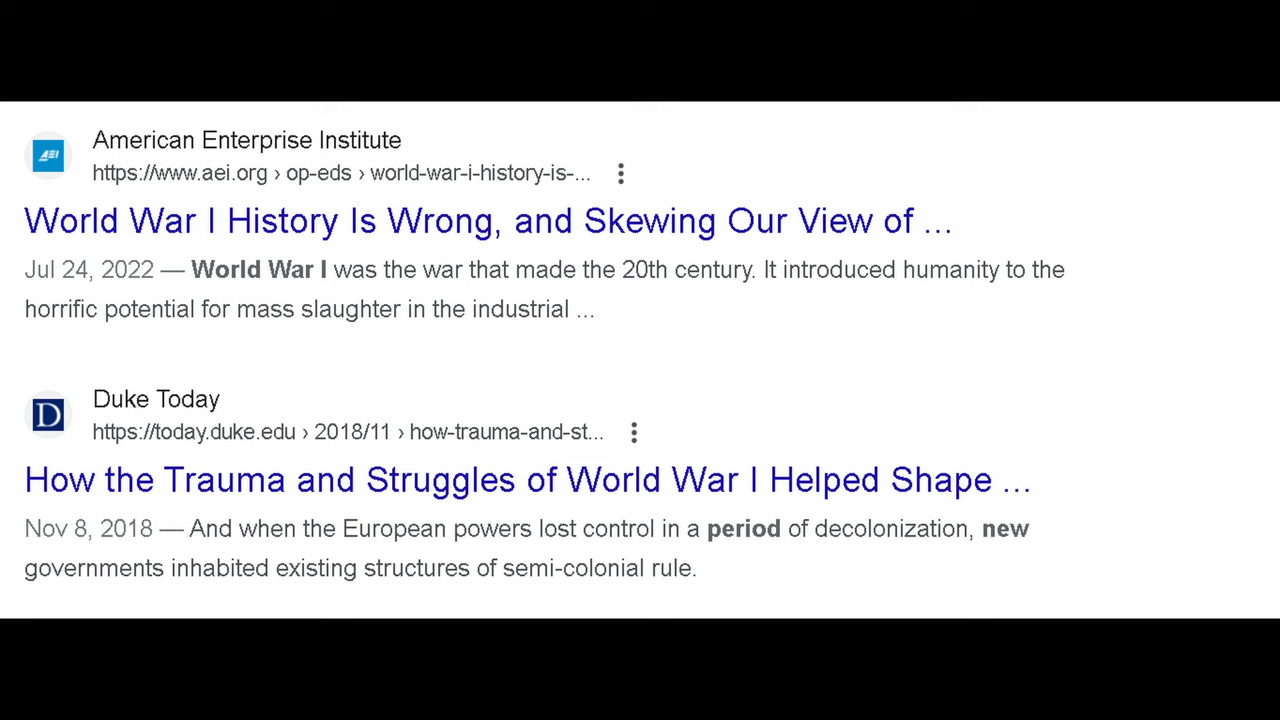 American Enterprise Institute
https://www.aei.org › op-eds › world-war-i-history-is-...
World War I History Is Wrong, and Skewing Our View of ...
Jul 24, 2022 — World War I was the war that made the 20th century. It introduced humanity to the
horrific potential for mass slaughter in the industrial ...
Duke Today
https://today.duke.edu › 2018/11 › how-trauma-and-st...
How the Trauma and Struggles of World War I Helped Shape ...
Nov 8, 2018 — And when the European powers lost control in a period of decolonization, new
governments inhabited existing structures of semi-colonial rule.
AEI
D